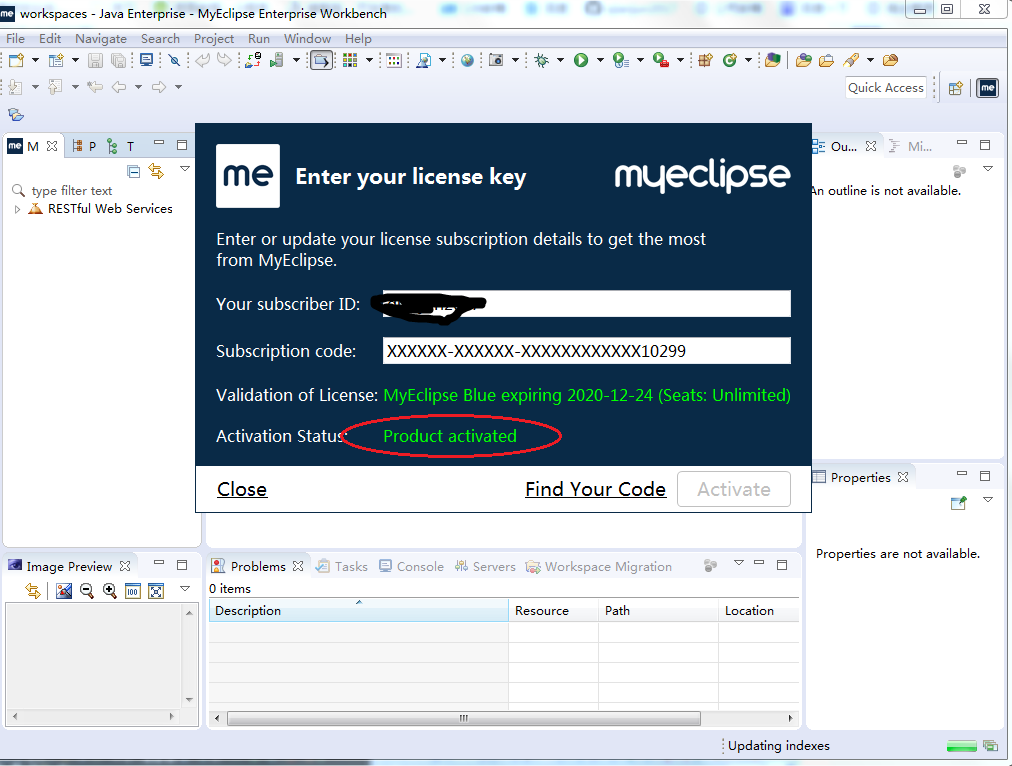 me workspaces - Java Enterprise - MyEclipse Enterprise Workbench
File Edit Navigate Search Project Run Window Help
Quick Access
me
me M P T
Ou... Mi...
type filter text
RESTful Web Services
An outline is not available.
me Enter your license key myeclipse
Enter or update your license subscription details to get the most
from MyEclipse.
Your subscriber ID:
Subscription code: XXXXXX-XXXXXX-XXXXXXXXXXXX10299
Validation of License: MyEclipse Blue expiring 2020-12-24 (Seats: Unlimited)
Activation Status: Product activated
Close Find Your Code Activate
Properties
Properties are not available.
Image Preview
100
Problems Tasks Console Servers Workspace Migration
0 items
Description Resource Path Location
Updating indexes